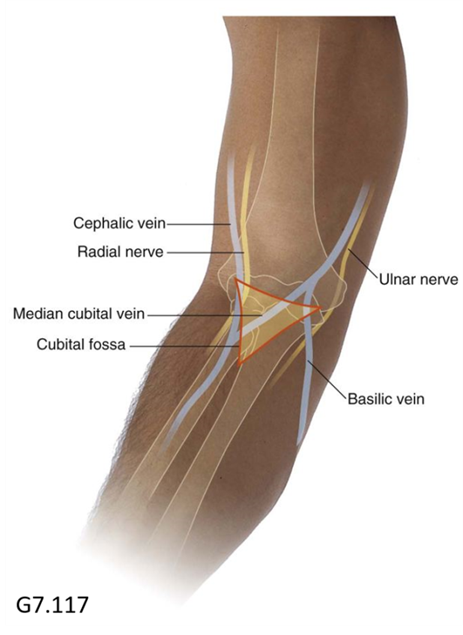 Cephalic vein
Radial nerve
Ulnar nerve
Median cubital vein
Cubital fossa
Basilic vein
G7.117